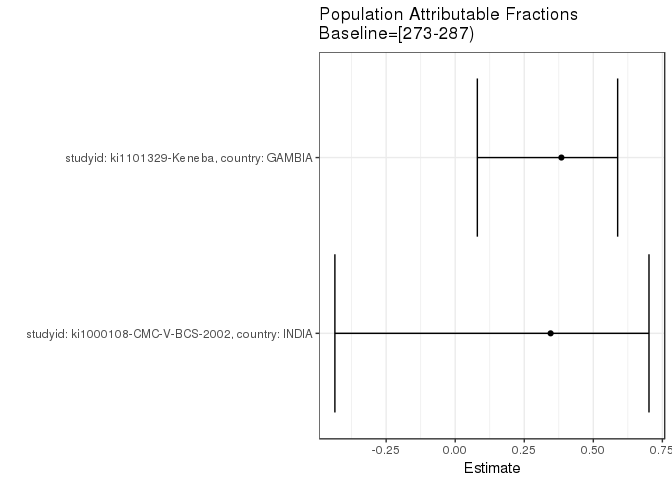 Population Attributable Fractions
Baseline=[273-287)
studyid: ki1101329-Keneba, country: GAMBIA
studyid: ki1000108-CMC-V-BCS-2002, country: INDIA
-0.25 0.00 0.25 0.50 0.75
Estimate